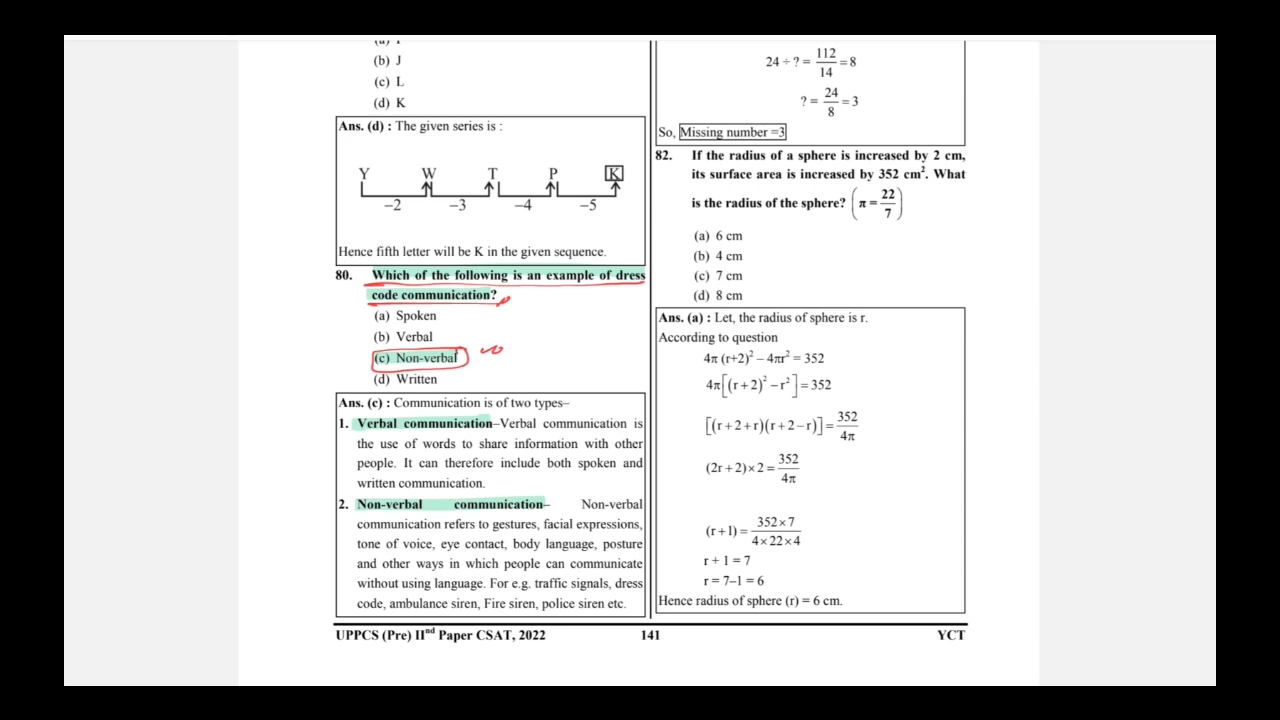 (b) J
(c) L
(d) K
Ans. (d) : The given series is :
Y W T P K
–2 –3 –4 –5
Hence fifth letter will be K in the given sequence.
80. Which of the following is an example of dress
code communication?
(a) Spoken
(b) Verbal
(c) Non-verbal
(d) Written
Ans. (c) : Communication is of two types–
1. Verbal communication–Verbal communication is
the use of words to share information with other
people. It can therefore include both spoken and
written communication.
2. Non-verbal communication– Non-verbal
communication refers to gestures, facial expressions,
tone of voice, eye contact, body language, posture
and other ways in which people can communicate
without using language. For e.g. traffic signals, dress
code, ambulance siren, Fire siren, police siren etc.
24 ÷ ? = 112/14 = 8
? = 24/8 = 3
So, Missing number =3
82. If the radius of a sphere is increased by 2 cm,
its surface area is increased by 352 cm². What
is the radius of the sphere? (π = 22/7)
(a) 6 cm
(b) 4 cm
(c) 7 cm
(d) 8 cm
Ans. (a) : Let, the radius of sphere is r.
According to question
4π (r+2)² – 4πr² = 352
4π[(r+2)² – r²] = 352
[(r+2+r)(r+2–r)] = 352/4π
(2r+2)×2 = 352/4π
(r+1) = 352×7/4×22×4
r + 1 = 7
r = 7–1 = 6
Hence radius of sphere (r) = 6 cm.
UPPCS (Pre) IInd Paper CSAT, 2022 141 YCT